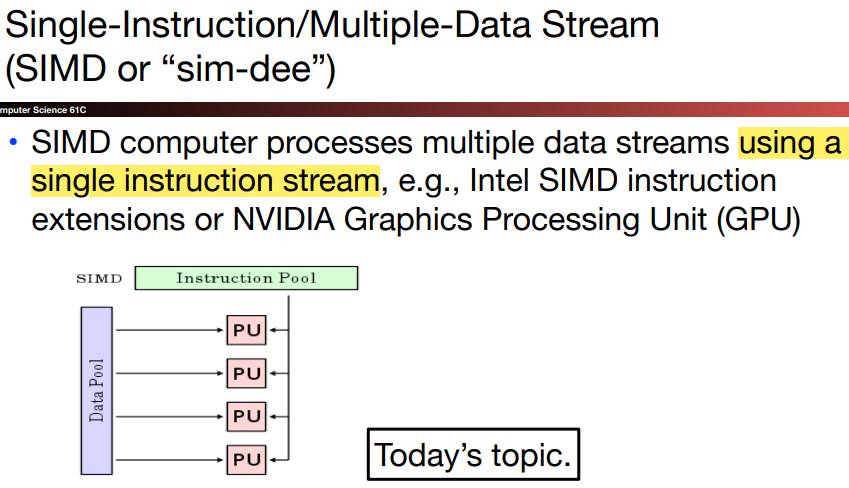 Single-Instruction/Multiple-Data Stream
(SIMD or “sim-dee”)
mputer Science 61C
• SIMD computer processes multiple data streams using a
single instruction stream, e.g., Intel SIMD instruction
extensions or NVIDIA Graphics Processing Unit (GPU)
SIMD Instruction Pool
Data Pool
PU
PU
PU
PU
Today’s topic.